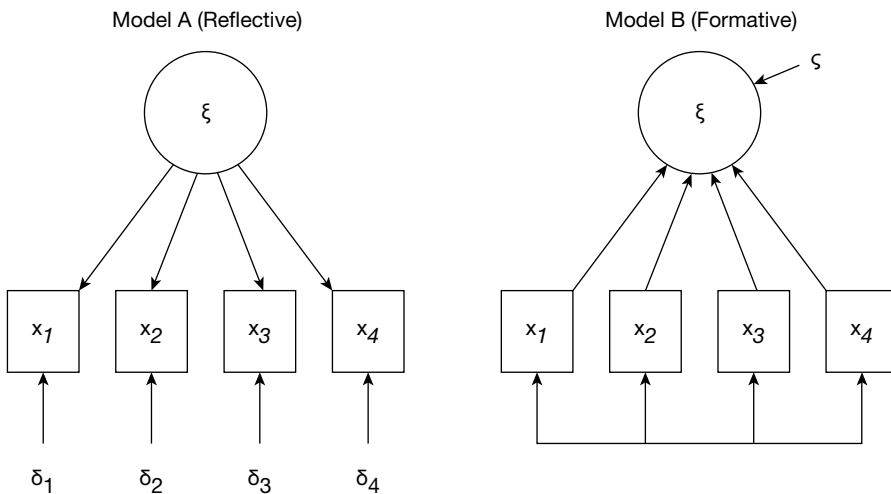 Model A (Reflective)
ξ
x1 x2 x3 x4
δ1 δ2 δ3 δ4
Model B (Formative)
ς
ξ
x1 x2 x3 x4